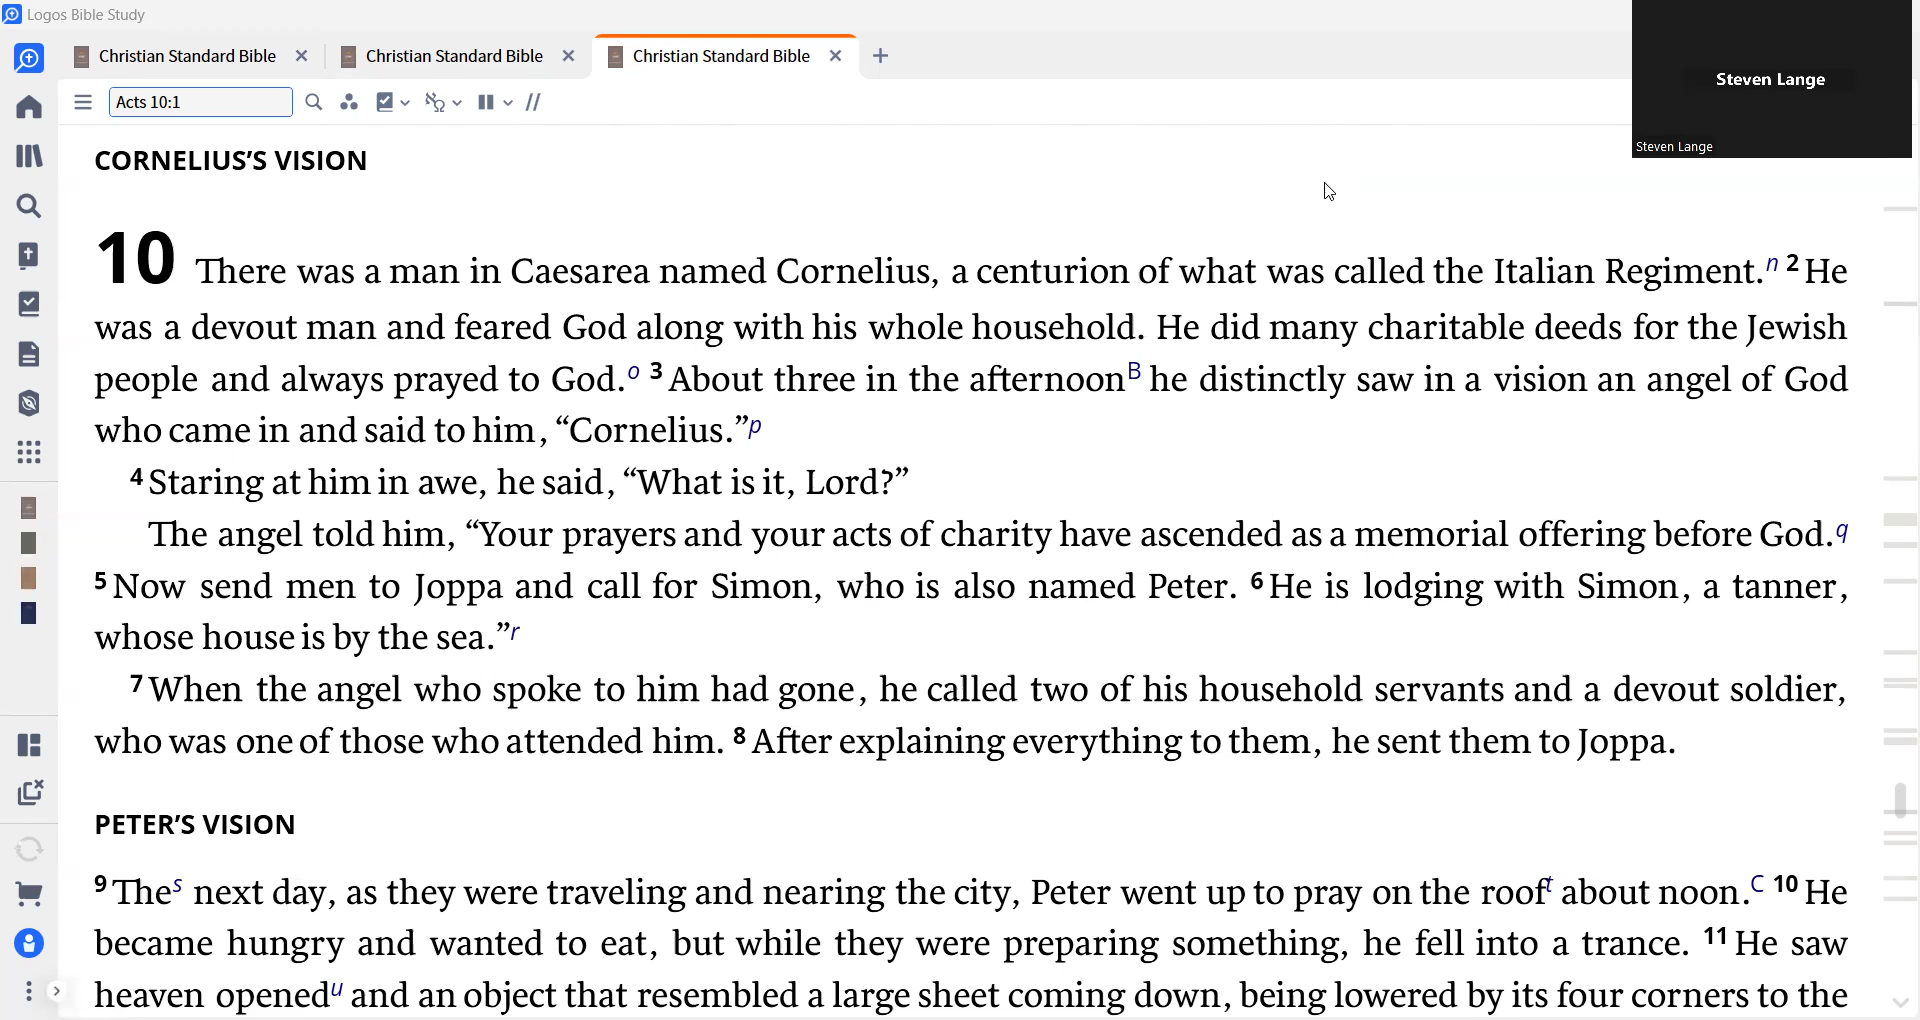 Logos Bible Study
Christian Standard Bible
Christian Standard Bible
Christian Standard Bible
Acts 10:1
Steven Lange
Steven Lange
CORNELIUS’S VISION
10 There was a man in Caesarea named Cornelius, a centurion of what was called the Italian Regiment.n 2 He
was a devout man and feared God along with his whole household. He did many charitable deeds for the Jewish
people and always prayed to God.o 3 About three in the afternoonB he distinctly saw in a vision an angel of God
who came in and said to him, “Cornelius.”p
4 Staring at him in awe, he said, “What is it, Lord?”
The angel told him, “Your prayers and your acts of charity have ascended as a memorial offering before God.q
5 Now send men to Joppa and call for Simon, who is also named Peter. 6 He is lodging with Simon, a tanner,
whose house is by the sea.”r
7 When the angel who spoke to him had gone, he called two of his household servants and a devout soldier,
who was one of those who attended him. 8 After explaining everything to them, he sent them to Joppa.
PETER’S VISION
9 Thes next day, as they were traveling and nearing the city, Peter went up to pray on the rooft about noon.C 10 He
became hungry and wanted to eat, but while they were preparing something, he fell into a trance. 11 He saw
heaven openedu and an object that resembled a large sheet coming down, being lowered by its four corners to the